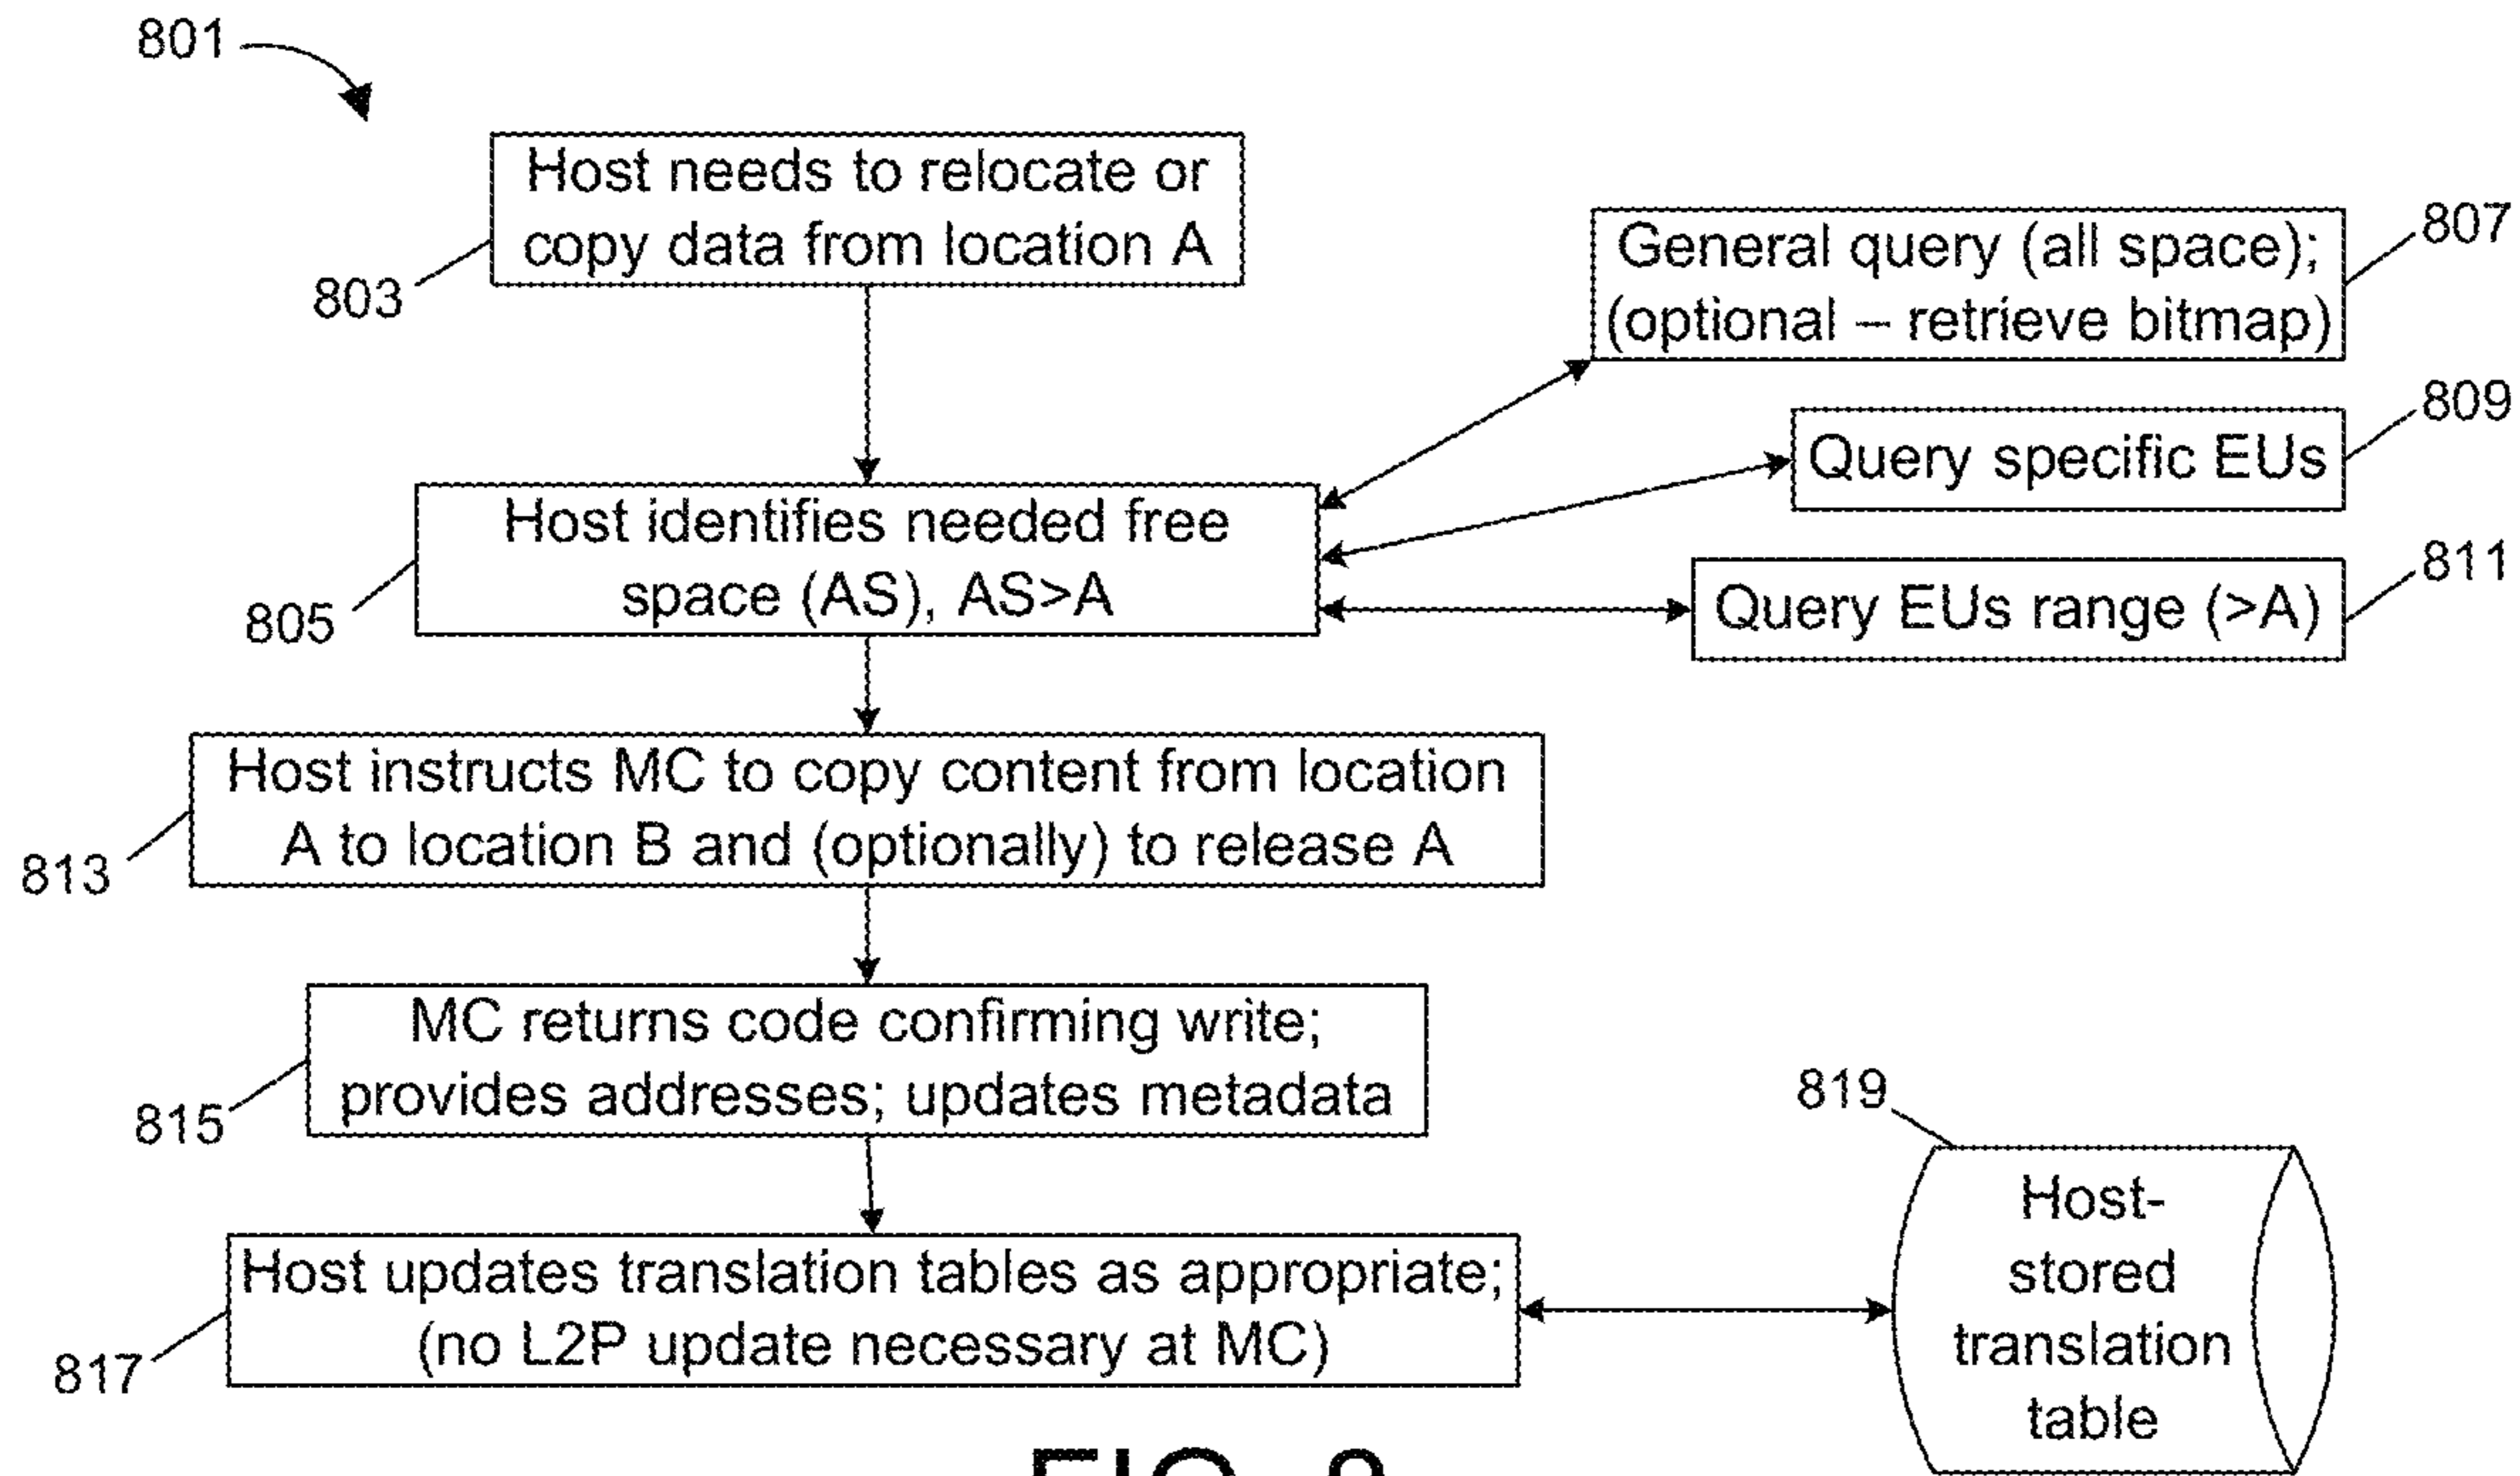 801
Host needs to relocate or
copy data from location A
803
General query (all space);
(optional – retrieve bitmap)
807
Query specific EUs
809
Host identifies needed free
space (AS), AS>A
805
Query EUs range (>A)
811
Host instructs MC to copy content from location
A to location B and (optionally) to release A
813
MC returns code confirming write;
provides addresses; updates metadata
815
Host updates translation tables as appropriate;
(no L2P update necessary at MC)
817
819
Host-
stored
translation
table
FIG. 8